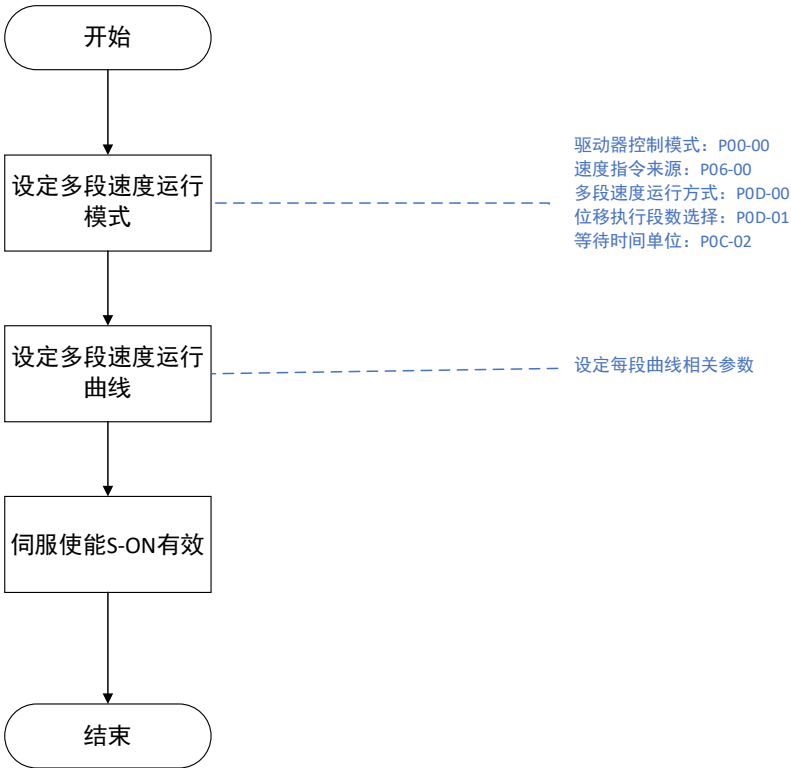 开始
设定多段速度运行
模式
驱动器控制模式：P00-00
速度指令来源：P06-00
多段速度运行方式：P0D-00
位移执行段数选择：P0D-01
等待时间单位：P0C-02
设定多段速度运行
曲线
设定每段曲线相关参数
伺服使能S-ON有效
结束